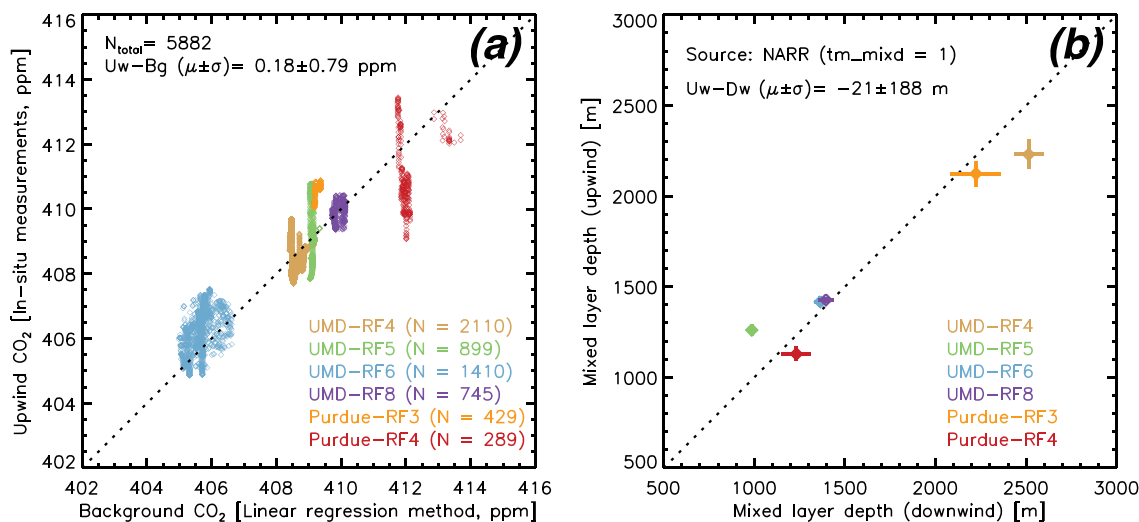 (a)
N_total= 5882
Uw−Bg (μ±σ)= 0.18±0.79 ppm
Upwind CO₂ [In−situ measurements, ppm]
416
414
412
410
408
406
404
402
UMD−RF4 (N = 2110)
UMD−RF5 (N = 899)
UMD−RF6 (N = 1410)
UMD−RF8 (N = 745)
Purdue−RF3 (N = 429)
Purdue−RF4 (N = 289)
402 404 406 408 410 412 414 416
Background CO₂ [Linear regression method, ppm]
(b)
Source: NARR (tm_mixd = 1)
Uw−Dw (μ±σ)= −21±188 m
Mixed layer depth (upwind) [m]
3000
2500
2000
1500
1000
500
UMD−RF4
UMD−RF5
UMD−RF6
UMD−RF8
Purdue−RF3
Purdue−RF4
500 1000 1500 2000 2500 3000
Mixed layer depth (downwind) [m]